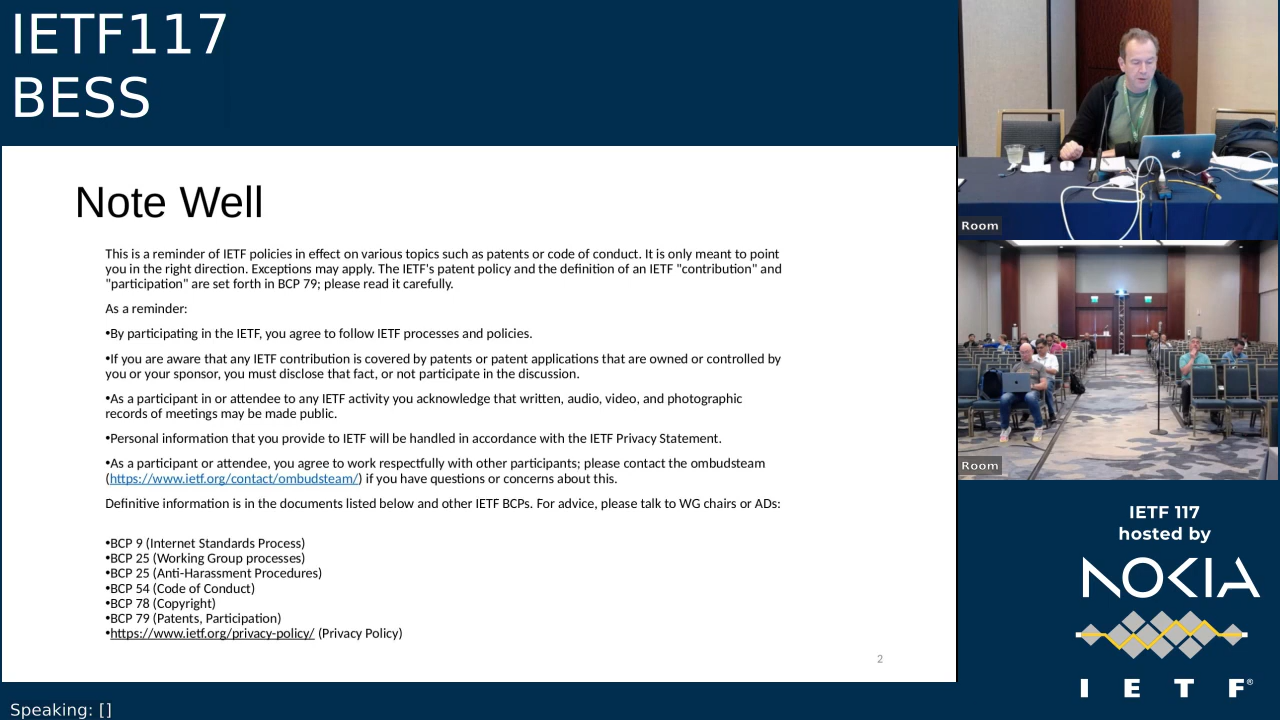 IETF117
BESS
Note Well
This is a reminder of IETF policies in effect on various topics such as patents or code of conduct. It is only meant to point
you in the right direction. Exceptions may apply. The IETF's patent policy and the definition of an IETF "contribution" and
"participation" are set forth in BCP 79; please read it carefully.
As a reminder:
•By participating in the IETF, you agree to follow IETF processes and policies.
•If you are aware that any IETF contribution is covered by patents or patent applications that are owned or controlled by
you or your sponsor, you must disclose that fact, or not participate in the discussion.
•As a participant in or attendee to any IETF activity you acknowledge that written, audio, video, and photographic
records of meetings may be made public.
•Personal information that you provide to IETF will be handled in accordance with the IETF Privacy Statement.
•As a participant or attendee, you agree to work respectfully with other participants; please contact the ombudsteam
(https://www.ietf.org/contact/ombudsteam/) if you have questions or concerns about this.
Definitive information is in the documents listed below and other IETF BCPs. For advice, please talk to WG chairs or ADs:
•BCP 9 (Internet Standards Process)
•BCP 25 (Working Group processes)
•BCP 25 (Anti-Harassment Procedures)
•BCP 54 (Code of Conduct)
•BCP 78 (Copyright)
•BCP 79 (Patents, Participation)
•https://www.ietf.org/privacy-policy/ (Privacy Policy)
2
Speaking: []
Room
Room
IETF 117
hosted by
NOKIA
IETF®